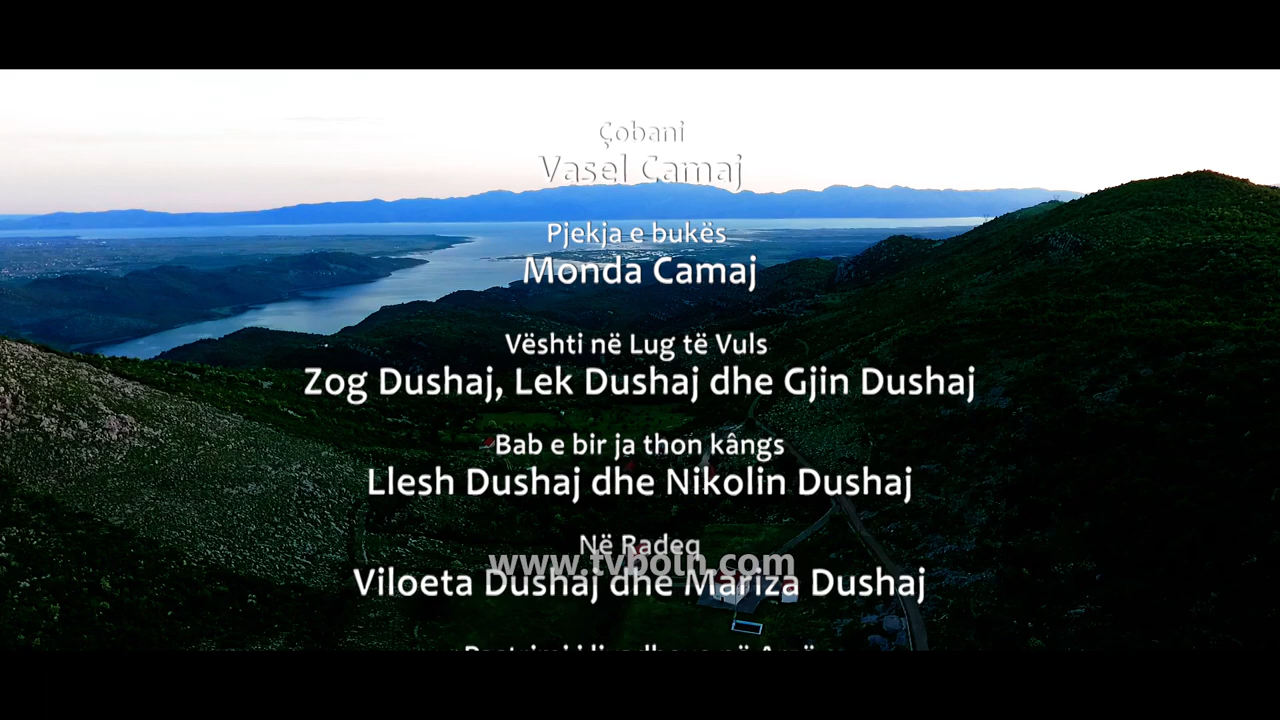 Çobani
Vasel Camaj
Pjekja e bukës
Monda Camaj
Vështi në Lug të Vuls
Zog Dushaj, Lek Dushaj dhe Gjin Dushaj
Bab e bir ja thon kângs
Llesh Dushaj dhe Nikolin Dushaj
Në Radeq
www.tvboin.com
Viloeta Dushaj dhe Mariza Dushaj